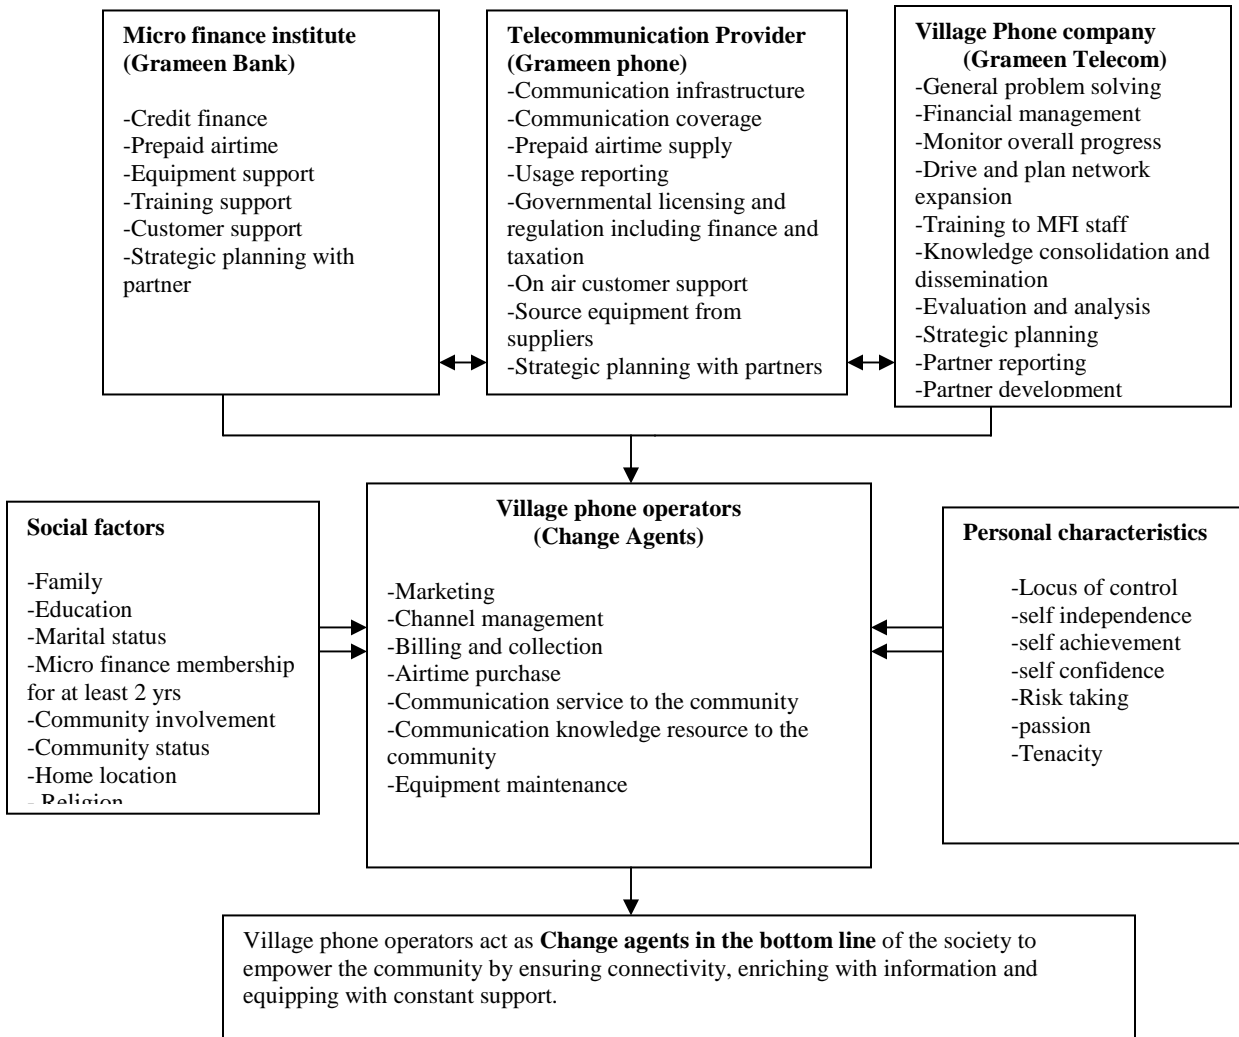 Micro finance institute
(Grameen Bank)
-Credit finance
-Prepaid airtime
-Equipment support
-Training support
-Customer support
-Strategic planning with
partner
Telecommunication Provider
(Grameen phone)
-Communication infrastructure
-Communication coverage
-Prepaid airtime supply
-Usage reporting
-Governmental licensing and
regulation including finance and
taxation
-On air customer support
-Source equipment from
suppliers
-Strategic planning with partners
Village Phone company
(Grameen Telecom)
-General problem solving
-Financial management
-Monitor overall progress
-Drive and plan network
expansion
-Training to MFI staff
-Knowledge consolidation and
dissemination
-Evaluation and analysis
-Strategic planning
-Partner reporting
-Partner development
Social factors
-Family
-Education
-Marital status
-Micro finance membership
for at least 2 yrs
-Community involvement
-Community status
-Home location
- Religion
Village phone operators
(Change Agents)
-Marketing
-Channel management
-Billing and collection
-Airtime purchase
-Communication service to the community
-Communication knowledge resource to the
community
-Equipment maintenance
Personal characteristics
-Locus of control
-self independence
-self achievement
-self confidence
-Risk taking
-passion
-Tenacity
Village phone operators act as Change agents in the bottom line of the society to
empower the community by ensuring connectivity, enriching with information and
equipping with constant support.